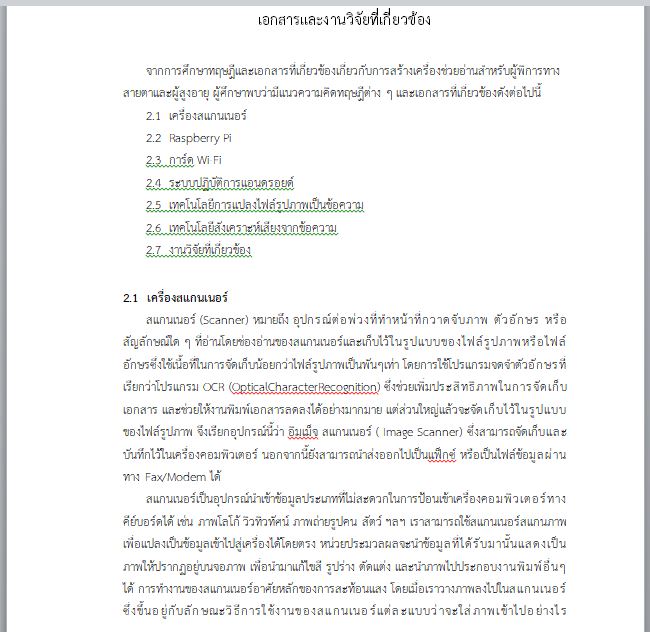 เอกสารและงานวิจัยที่เกี่ยวข้อง
จากการศึกษาทฤษฎีและเอกสารที่เกี่ยวข้องเกี่ยวกับการสร้างเครื่องช่วยอ่านสำหรับผู้พิการทาง
สายตาและผู้สูงอายุ ผู้ศึกษาพบว่ามีแนวความคิดทฤษฎีต่าง ๆ และเอกสารที่เกี่ยวข้องดังต่อไปนี้
2.1 เครื่องสแกนเนอร์
2.2 Raspberry Pi
2.3 การ์ด Wi Fi
2.4 ระบบปฏิบัติการแอนดรอยด์
2.5 เทคโนโลยีการแปลงไฟล์รูปภาพเป็นข้อความ
2.6 เทคโนโลยีสังเคราะห์เสียงจากข้อความ
2.7 งานวิจัยที่เกี่ยวข้อง
2.1 เครื่องสแกนเนอร์
สแกนเนอร์ (Scanner) หมายถึง อุปกรณ์ต่อพ่วงที่ทำหน้าที่กวาดจับภาพ ตัวอักษร หรือ
สัญลักษณ์ใด ๆ ที่อ่านโดยช่องอ่านของสแกนเนอร์และเก็บไว้ในรูปแบบของไฟล์รูปภาพหรือไฟล์
อักษรซึ่งใช้เนื้อที่ในการจัดเก็บน้อยกว่าไฟล์รูปภาพเป็นพันๆเท่า โดยการใช้โปรแกรมจดจำตัวอักษรที่
เรียกว่าโปรแกรม OCR (OpticalCharacterRecognition) ซึ่งช่วยเพิ่มประสิทธิภาพในการจัดเก็บ
เอกสาร และช่วยให้งานพิมพ์เอกสารลดลงได้อย่างมากมาย แต่ส่วนใหญ่แล้วจะจัดเก็บไว้ในรูปแบบ
ของไฟล์รูปภาพ จึงเรียกอุปกรณ์นี้ว่า อิมเม็จ สแกนเนอร์ ( Image Scanner) ซึ่งสามารถจัดเก็บและ
บันทึกไว้ในเครื่องคอมพิวเตอร์ นอกจากนี้ยังสามารถนำส่งออกไปเป็นแฟ็กซ์ หรือเป็นไฟล์ข้อมูลผ่าน
ทาง Fax/Modem ได้
สแกนเนอร์เป็นอุปกรณ์นำเข้าข้อมูลประเภทที่ไม่สะดวกในการป้อนเข้าเครื่องคอมพิวเตอร์ทาง
คีย์บอร์ดได้ เช่น ภาพโลโก้ วิวทิวทัศน์ ภาพถ่ายรูปคน สัตว์ ฯลฯ เราสามารถใช้สแกนเนอร์สแกนภาพ
เพื่อแปลงเป็นข้อมูลเข้าไปสู่เครื่องได้โดยตรง หน่วยประมวลผลจะนำข้อมูลที่ได้รับมานั้นแสดงเป็น
ภาพให้ปรากฏอยู่บนจอภาพ เพื่อนำมาแก้ไขสี รูปร่าง ตัดแต่ง และนำภาพไปประกอบงานพิมพ์อื่นๆ
ได้ การทำงานของสแกนเนอร์อาศัยหลักของการสะท้อนแสง โดยเมื่อเราวางภาพลงไปในสแกนเนอร์
ซึ่งขึ้นอยู่กับลักษณะวิธีการใช้งานของสแกนเนอร์แต่ละแบบว่าจะใส่ภาพเข้าไปอย่างไร